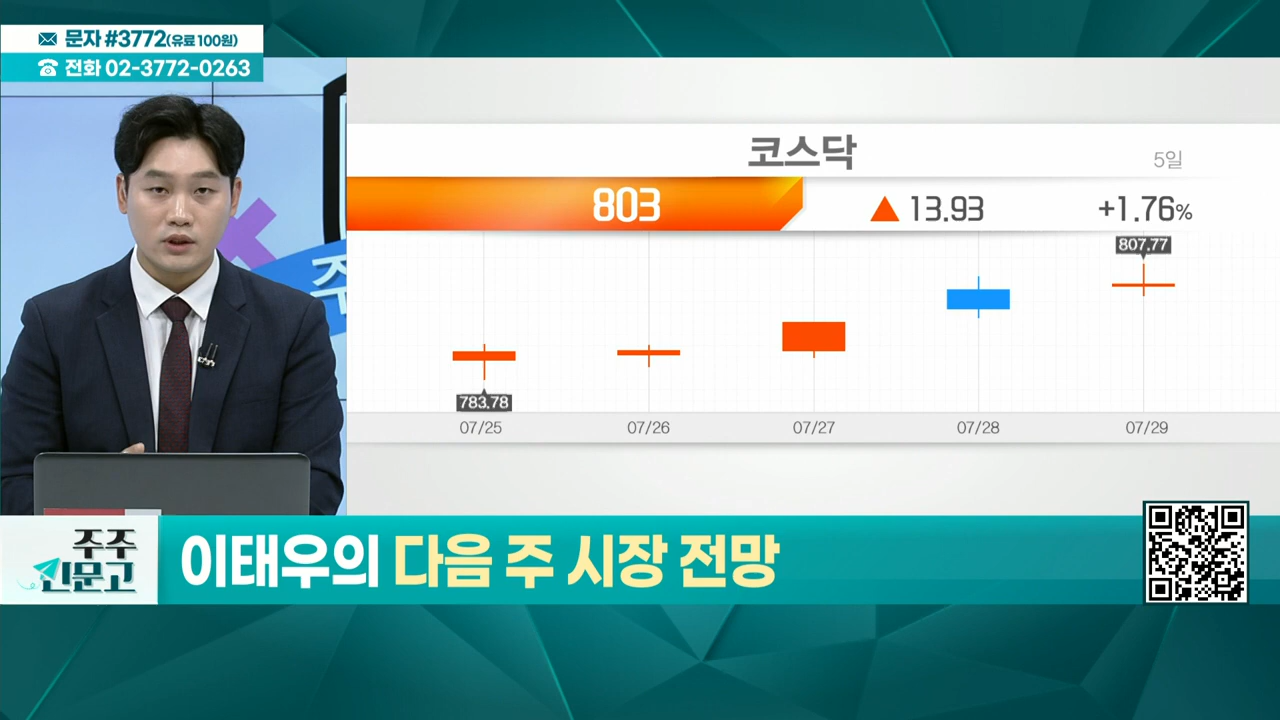 문자 #3772(유료 100원)
전화 02-3772-0263
주
코스닥
5일
803
▲ 13.93
+1.76%
807.77
783.78
07/25 07/26 07/27 07/28 07/29
주주
신문고
이태우의 다음 주 시장 전망